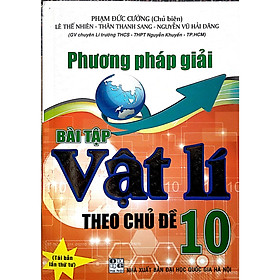 PHẠM ĐỨC CƯỜNG (Chủ biên)
LÊ THẾ NHIÊN - THÂN THANH SANG - NGUYỄN VŨ HẢI ĐĂNG
(GV chuyên Lí trường THCS - THPT Nguyễn Khuyến - TP.HCM)
Phương pháp giải
BÀI TẬP
Vật lí
THEO CHỦ ĐỀ 10
(Tái bản
lần thứ tư)
NHÀ XUẤT BẢN ĐẠI HỌC QUỐC GIA HÀ NỘI